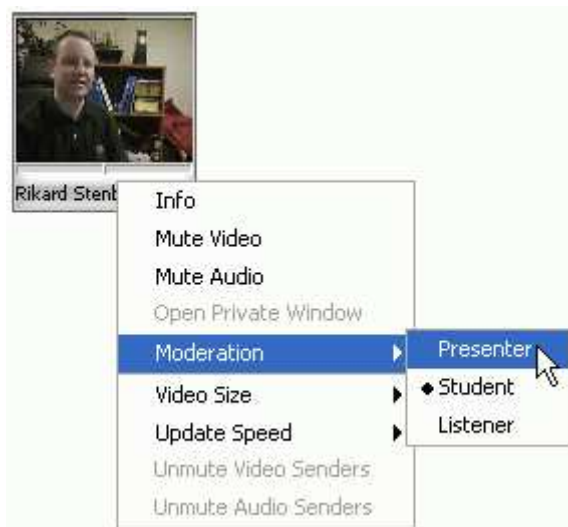 Rikard Stenb
Info
Mute Video
Mute Audio
Open Private Window
Moderation
Presenter
Student
Listener
Video Size
Update Speed
Unmute Video Senders
Unmute Audio Senders